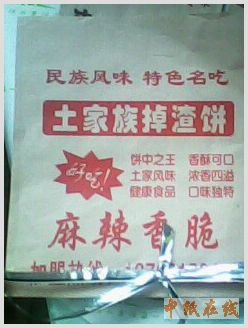 民族风味 特色名吃
土家族掉渣饼
好吃!
饼中之王 香酥可口
土家风味 浓香四溢
健康食品 口味独特
麻辣香脆
加盟热线
中纸在线